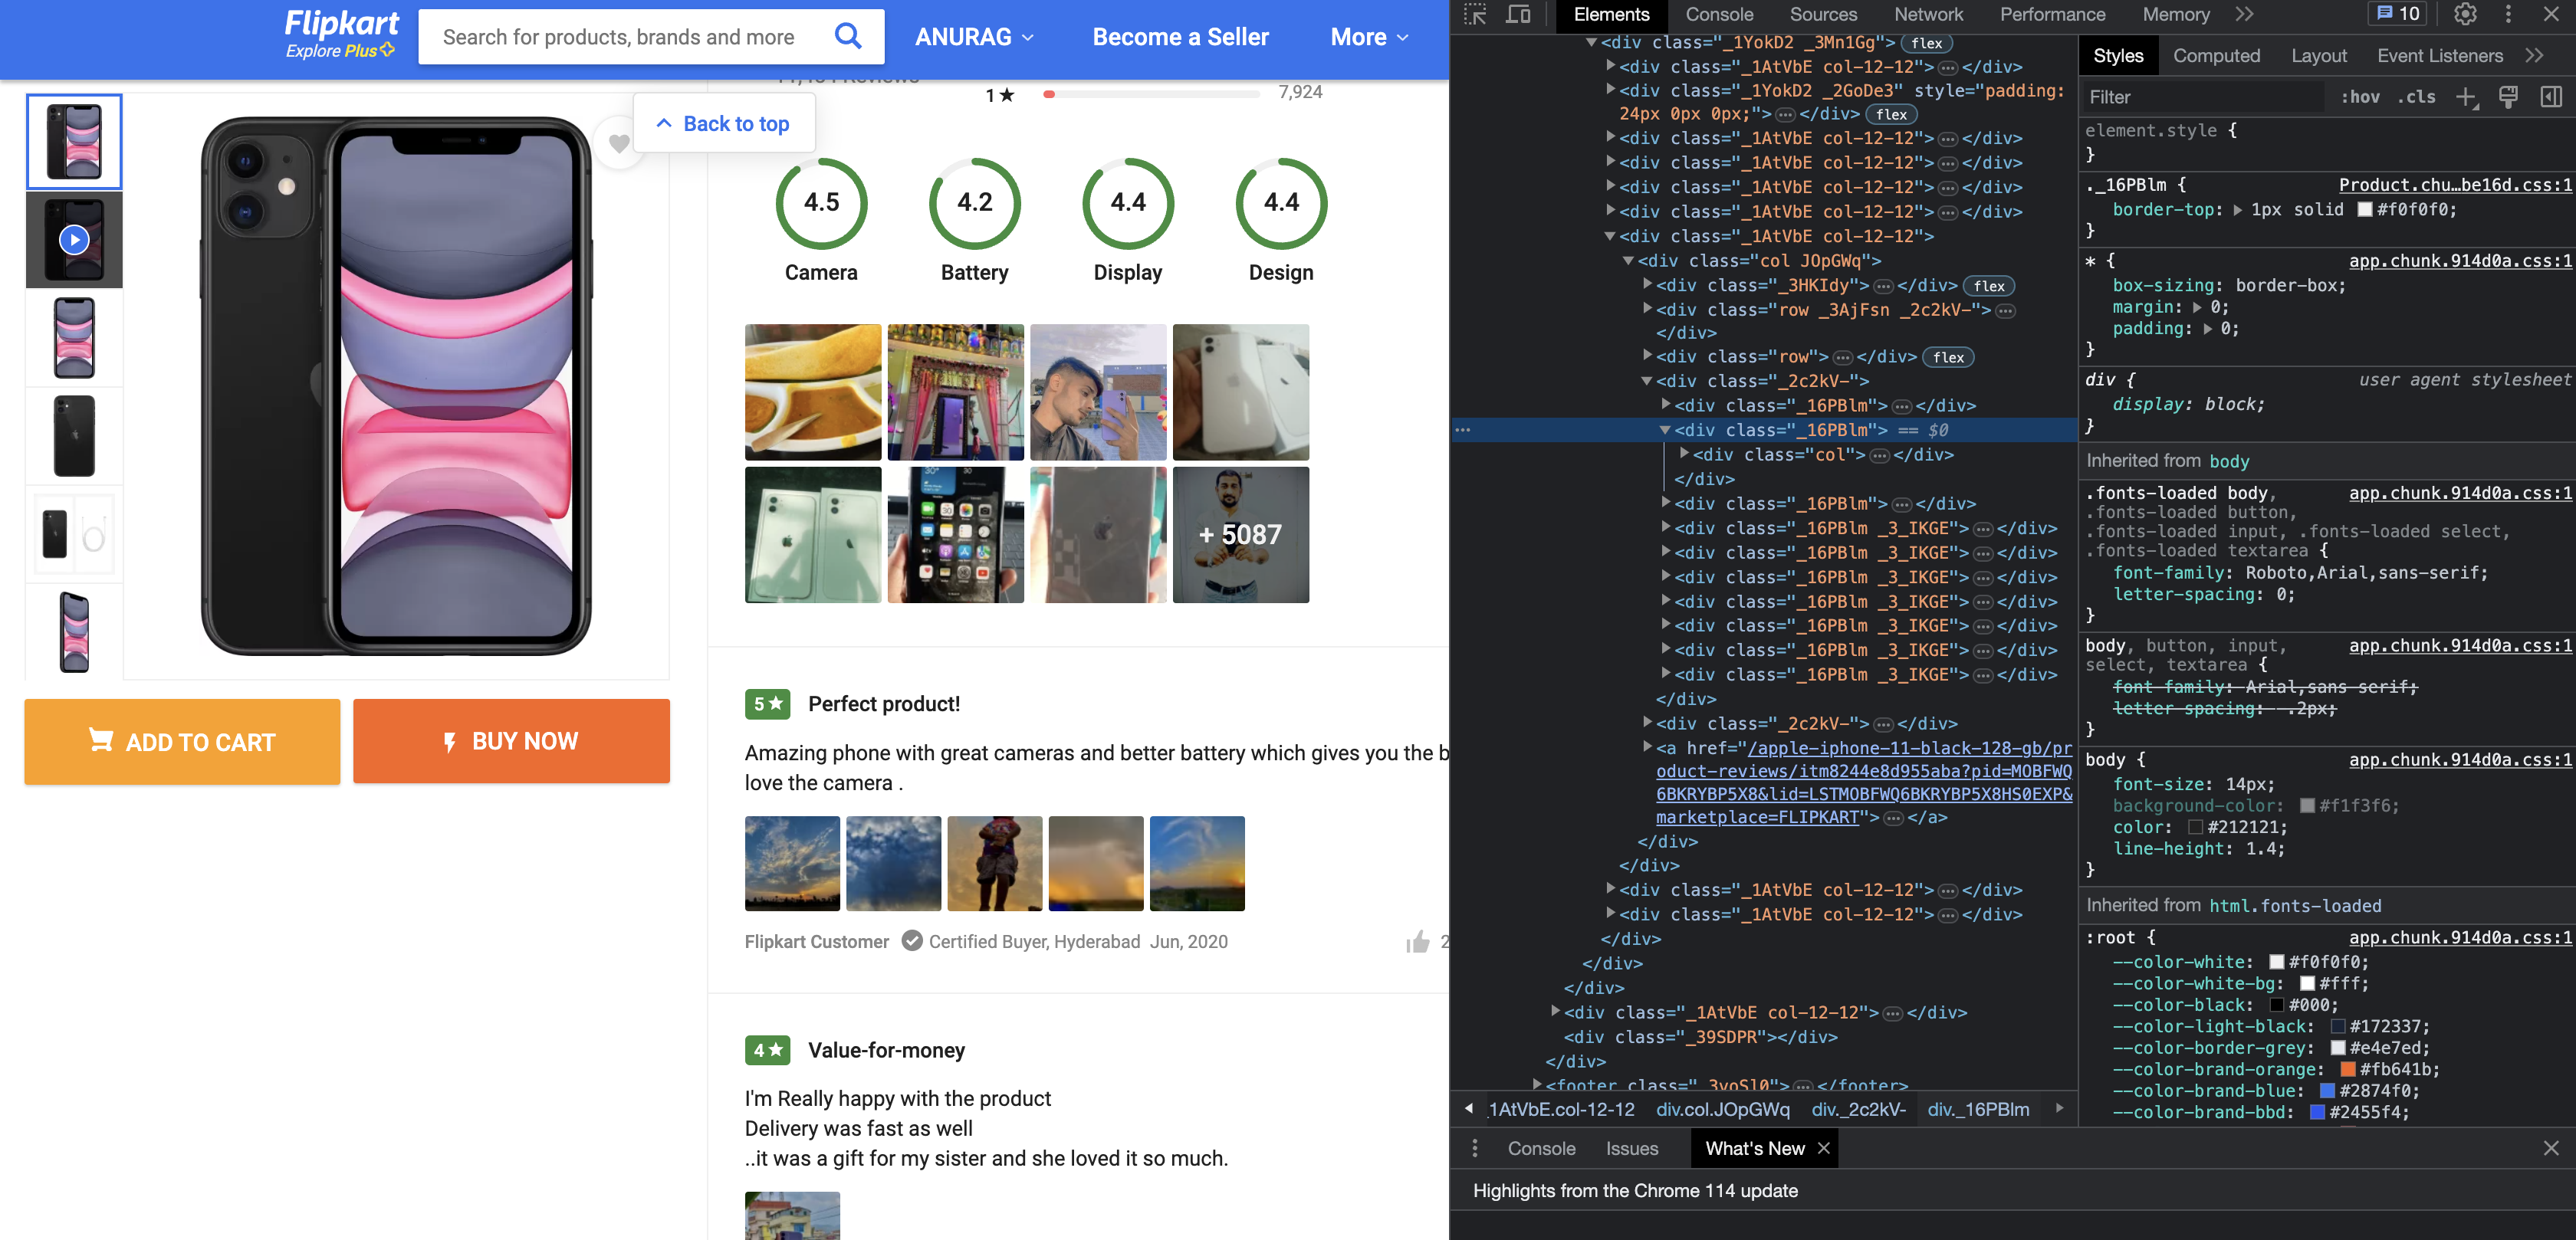 Flipkart
Explore Plus
Search for products, brands and more
ANURAG
Become a Seller
More
1★
7,924
Back to top
4.5
4.2
4.4
4.4
Camera
Battery
Display
Design
+ 5087
5★ Perfect product!
Amazing phone with great cameras and better battery which gives you the b
love the camera .
Flipkart Customer Certified Buyer, Hyderabad Jun, 2020
2
4★ Value-for-money
I'm Really happy with the product
Delivery was fast as well
..it was a gift for my sister and she loved it so much.
ADD TO CART
BUY NOW
Elements Console Sources Network Performance Memory 10
<div class="_1YokD2 _3Mn1Gg"> flex
<div class="_1AtVbE col-12-12">…</div>
<div class="_1YokD2 _2GoDe3" style="padding:
24px 0px 0px;">…</div> flex
<div class="_1AtVbE col-12-12">…</div>
<div class="_1AtVbE col-12-12">…</div>
<div class="_1AtVbE col-12-12">…</div>
<div class="_1AtVbE col-12-12">…</div>
<div class="_1AtVbE col-12-12">
<div class="col JOpGWq">
<div class="_3HKIdy">…</div> flex
<div class="row _3AjFsn _2c2kV-">…
</div>
<div class="row">…</div> flex
<div class="_2c2kV-">
<div class="_16PBlm">…</div>
… <div class="_16PBlm"> == $0
<div class="col">…</div>
</div>
<div class="_16PBlm">…</div>
<div class="_16PBlm _3_IKGE">…</div>
<div class="_16PBlm _3_IKGE">…</div>
<div class="_16PBlm _3_IKGE">…</div>
<div class="_16PBlm _3_IKGE">…</div>
<div class="_16PBlm _3_IKGE">…</div>
<div class="_16PBlm _3_IKGE">…</div>
<div class="_16PBlm _3_IKGE">…</div>
</div>
<div class="_2c2kV-">…</div>
<a href="/apple-iphone-11-black-128-gb/pr
oduct-reviews/itm8244e8d955aba?pid=MOBFWQ
6BKRYBP5X8&lid=LSTMOBFWQ6BKRYBP5X8HS0EXP&
marketplace=FLIPKART">…</a>
</div>
</div>
<div class="_1AtVbE col-12-12">…</div>
<div class="_1AtVbE col-12-12">…</div>
</div>
</div>
</div>
<div class="_1AtVbE col-12-12">…</div>
<div class="_39SDPR"></div>
</div>
<footer class="_3voSl0">…</footer>
_1AtVbE.col-12-12 div.col.JOpGWq div._2c2kV- div._16PBlm
Styles Computed Layout Event Listeners
Filter :hov .cls
element.style {
}
._16PBlm { Product.chu…be16d.css:1
border-top: 1px solid #f0f0f0;
}
* { app.chunk.914d0a.css:1
box-sizing: border-box;
margin: 0;
padding: 0;
}
div { user agent stylesheet
display: block;
}
Inherited from body
.fonts-loaded body, app.chunk.914d0a.css:1
.fonts-loaded button,
.fonts-loaded input, .fonts-loaded select,
.fonts-loaded textarea {
font-family: Roboto,Arial,sans-serif;
letter-spacing: 0;
}
body, button, input, app.chunk.914d0a.css:1
select, textarea {
font-family: Arial,sans-serif;
letter-spacing: -.2px;
}
body { app.chunk.914d0a.css:1
font-size: 14px;
background-color: #f1f3f6;
color: #212121;
line-height: 1.4;
}
Inherited from html.fonts-loaded
:root { app.chunk.914d0a.css:1
--color-white: #f0f0f0;
--color-white-bg: #fff;
--color-black: #000;
--color-light-black: #172337;
--color-border-grey: #e4e7ed;
--color-brand-orange: #fb641b;
--color-brand-blue: #2874f0;
--color-brand-bbd: #2455f4;
Console Issues What's New
Highlights from the Chrome 114 update